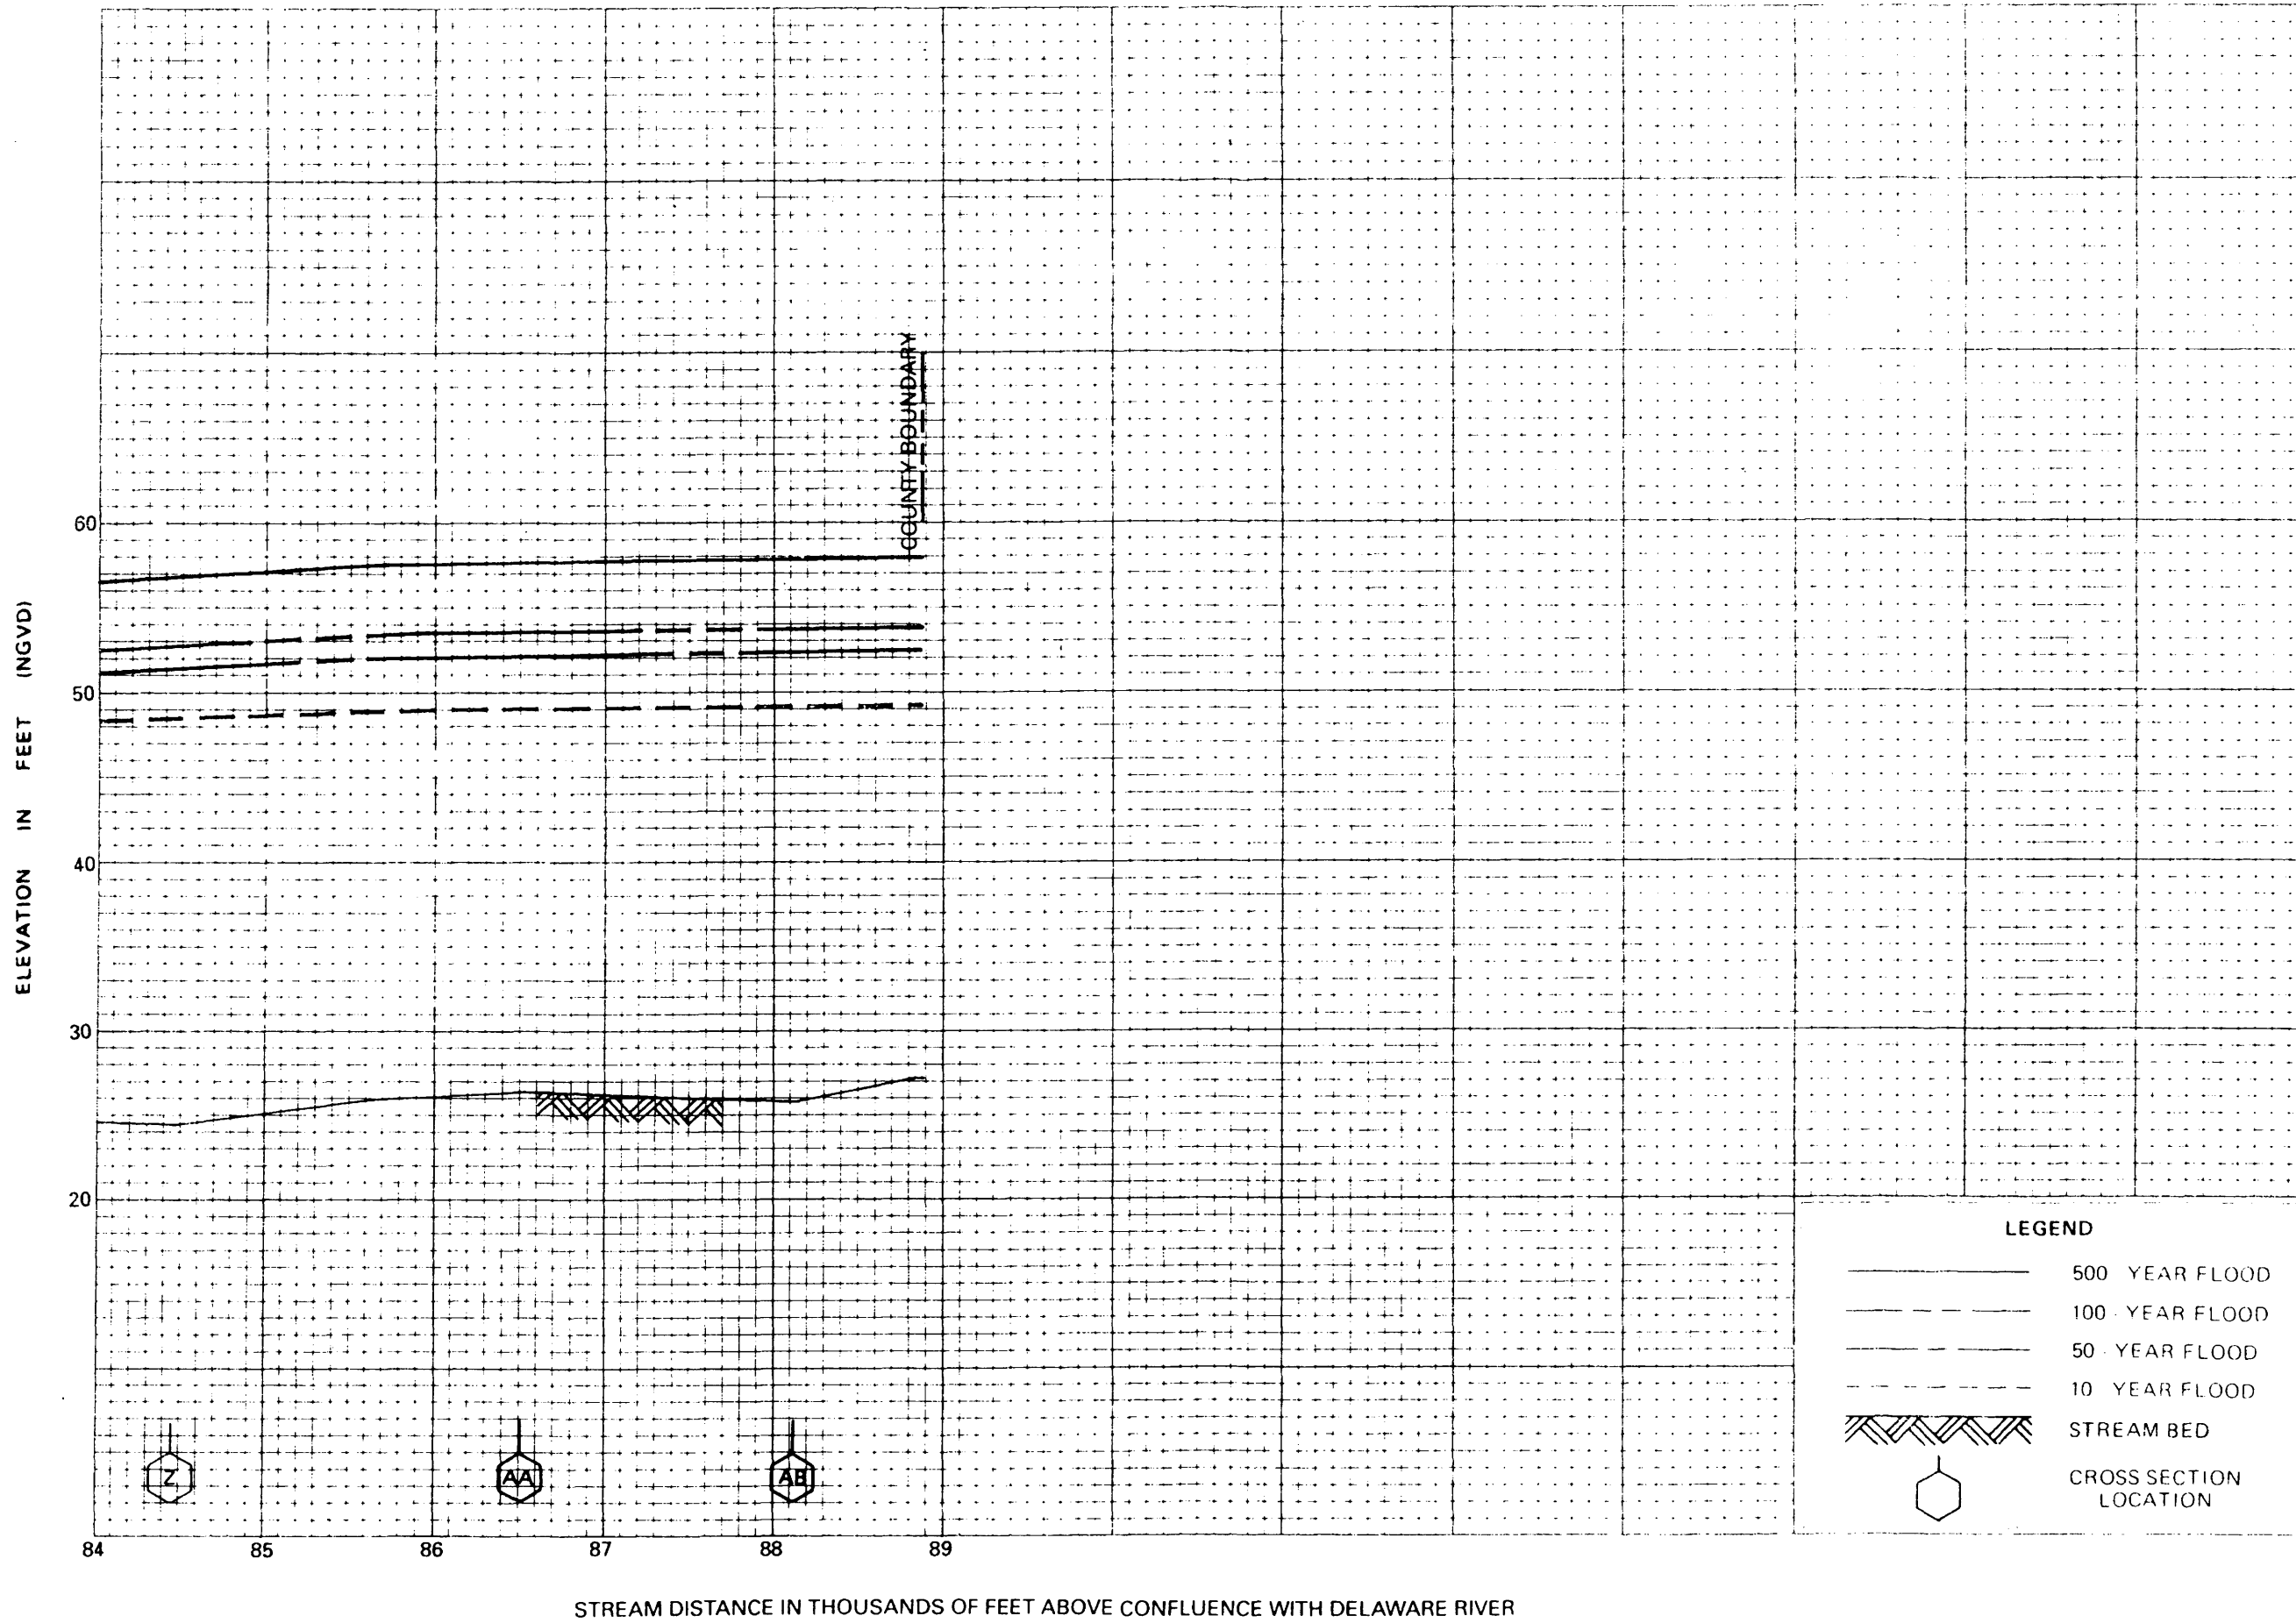 COUNTY BOUNDARY
ELEVATION IN FEET (NGVD)
60
50
40
30
20
Z
AA
AB
84 85 86 87 88 89
STREAM DISTANCE IN THOUSANDS OF FEET ABOVE CONFLUENCE WITH DELAWARE RIVER
LEGEND
500 YEAR FLOOD
100 - YEAR FLOOD
50 - YEAR FLOOD
10 YEAR FLOOD
STREAM BED
CROSS SECTION
LOCATION